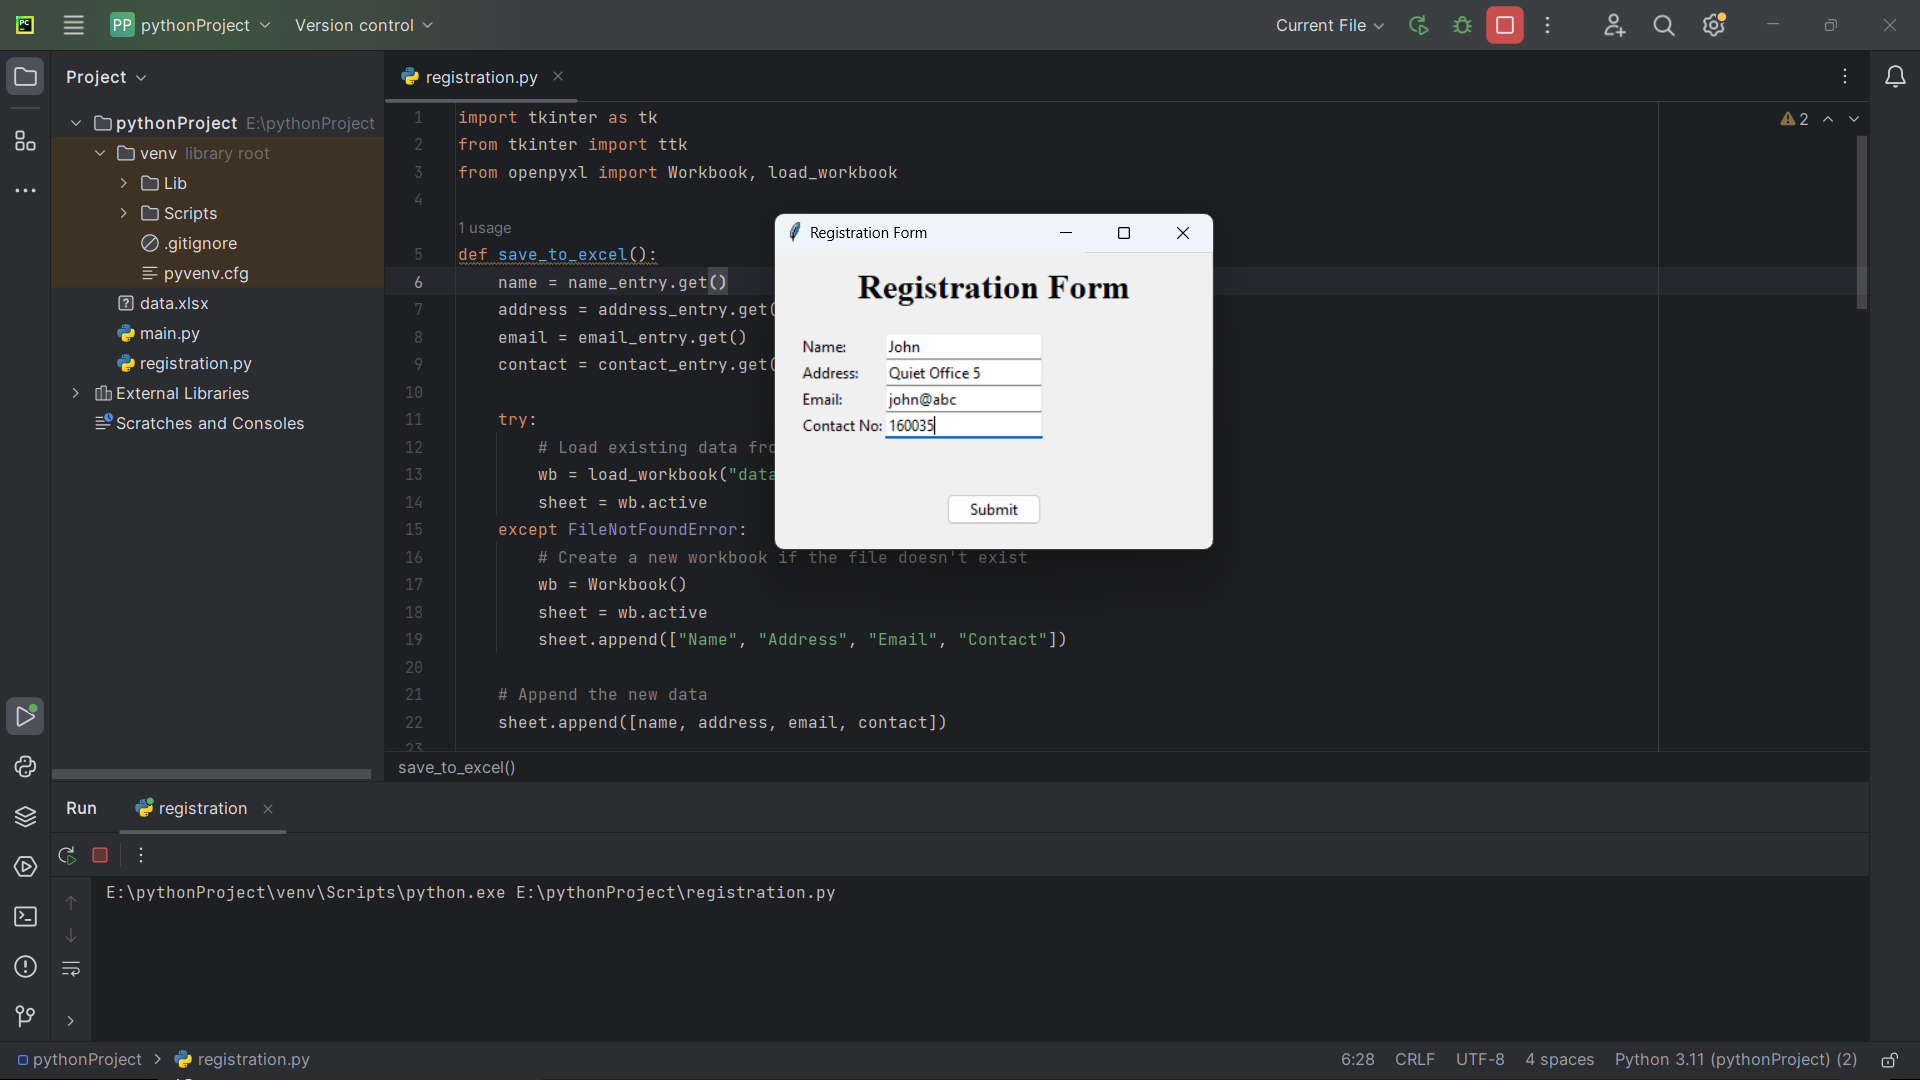 PP pythonProject Version control Current File
Project
registration.py
pythonProject E:\pythonProject
venv library root
Lib
Scripts
.gitignore
pyvenv.cfg
data.xlsx
main.py
registration.py
External Libraries
Scratches and Consoles
2
1 import tkinter as tk
2 from tkinter import ttk
3 from openpyxl import Workbook, load_workbook
4
1 usage
5 def save_to_excel():
6 name = name_entry.get()
7 address = address_entry.get(
8 email = email_entry.get()
9 contact = contact_entry.get(
10
11 try:
12 # Load existing data fro
13 wb = load_workbook("data
14 sheet = wb.active
15 except FileNotFoundError:
16 # Create a new workbook if the file doesn't exist
17 wb = Workbook()
18 sheet = wb.active
19 sheet.append(["Name", "Address", "Email", "Contact"])
20
21 # Append the new data
22 sheet.append([name, address, email, contact])
23
save_to_excel()
Registration Form
Registration Form
Name: John
Address: Quiet Office 5
Email: john@abc
Contact No: 160035
Submit
Run registration
E:\pythonProject\venv\Scripts\python.exe E:\pythonProject\registration.py
pythonProject > registration.py 6:28 CRLF UTF-8 4 spaces Python 3.11 (pythonProject) (2)